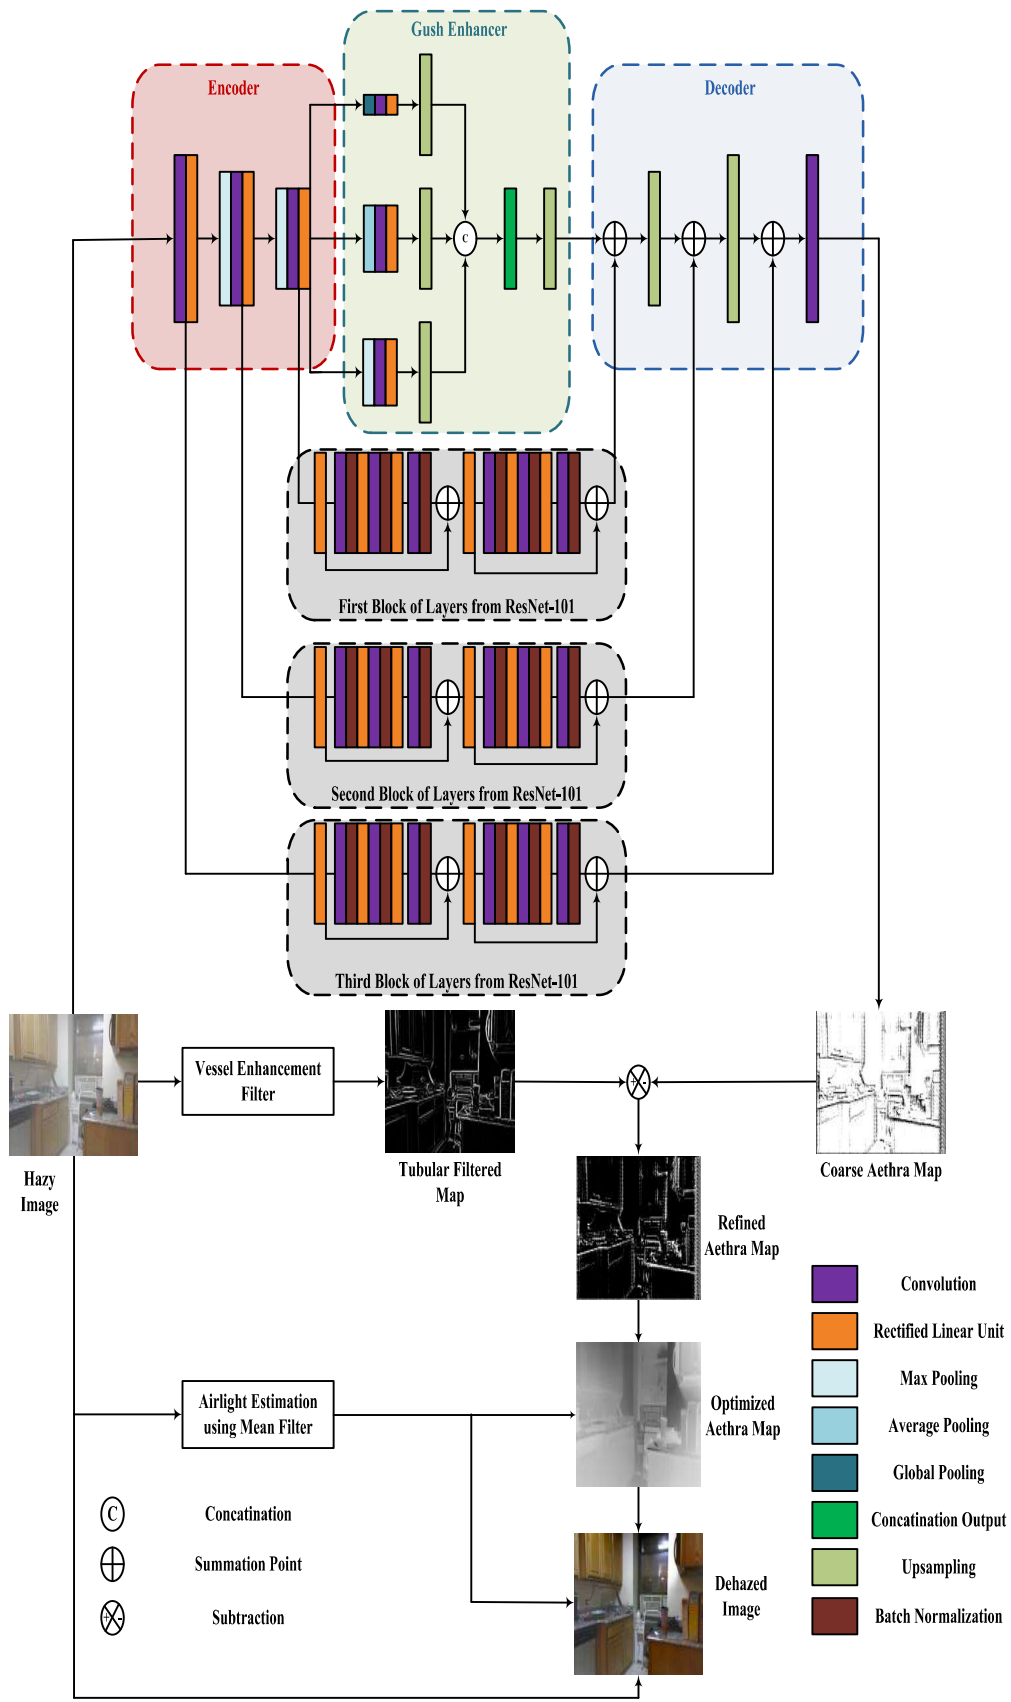 Gush Enhancer
Encoder
Decoder
C
First Block of Layers from ResNet-101
Second Block of Layers from ResNet-101
Third Block of Layers from ResNet-101
Vessel Enhancement
Filter
+ -
Hazy
Image
Tubular Filtered
Map
Coarse Aethra Map
Refined
Aethra Map
Airlight Estimation
using Mean Filter
Optimized
Aethra Map
Dehazed
Image
C Concatination
Summation Point
+ - Subtraction
Convolution
Rectified Linear Unit
Max Pooling
Average Pooling
Global Pooling
Concatination Output
Upsampling
Batch Normalization